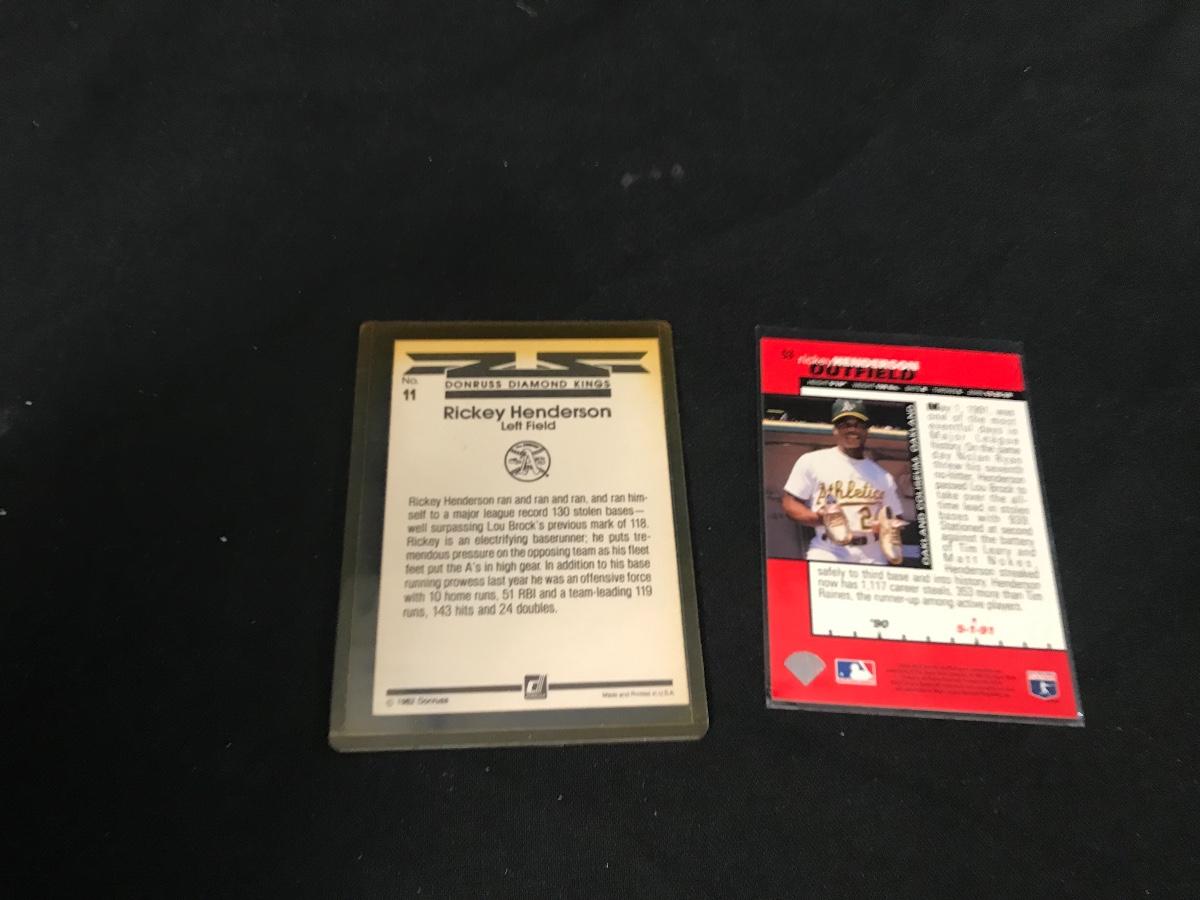 No.
11
DONRUSS DIAMOND KINGS
Rickey Henderson
Left Field
Rickey Henderson ran and ran and ran, and ran him-
self to a major league record 130 stolen bases—
well surpassing Lou Brock's previous mark of 118.
Rickey is an electrifying baserunner; he puts tre-
mendous pressure on the opposing team as his fleet
feet put the A's in high gear. In addition to his base
running prowess last year he was an offensive force
with 10 home runs, 51 RBI and a team-leading 119
runs, 143 hits and 24 doubles.
© 1982 Donruss
Made and Printed in U.S.A.
rickey HENDERSON
OUTFIELD
Athletics
2
OAKLAND COLISEUM, OAKLAND
May 1, 1991, was
one of the most
eventful days in
Major League
history. On the same
day Nolan Ryan
threw his seventh
no-hitter, Henderson
passed Lou Brock to
take over the all-
time lead in stolen
bases with 939.
Stationed at second
against the battery
of Tim Leary and
Matt Nokes,
Henderson streaked
safely to third base and into history. Henderson
now has 1,117 career steals, 353 more than Tim
Raines, the runner-up among active players.
'90
5-1-91